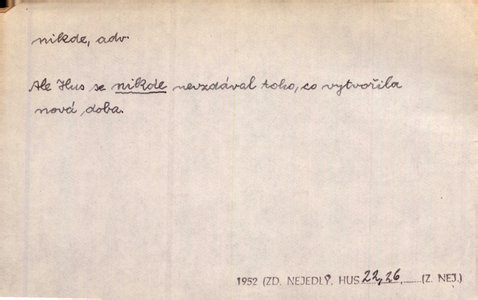 nikde, adv.
Ale Hus se nikde nevzdával toho, co vytvořila
nová doba.
1952 (ZD. NEJEDLÝ, HUS 22,26 (Z. NEJ.)